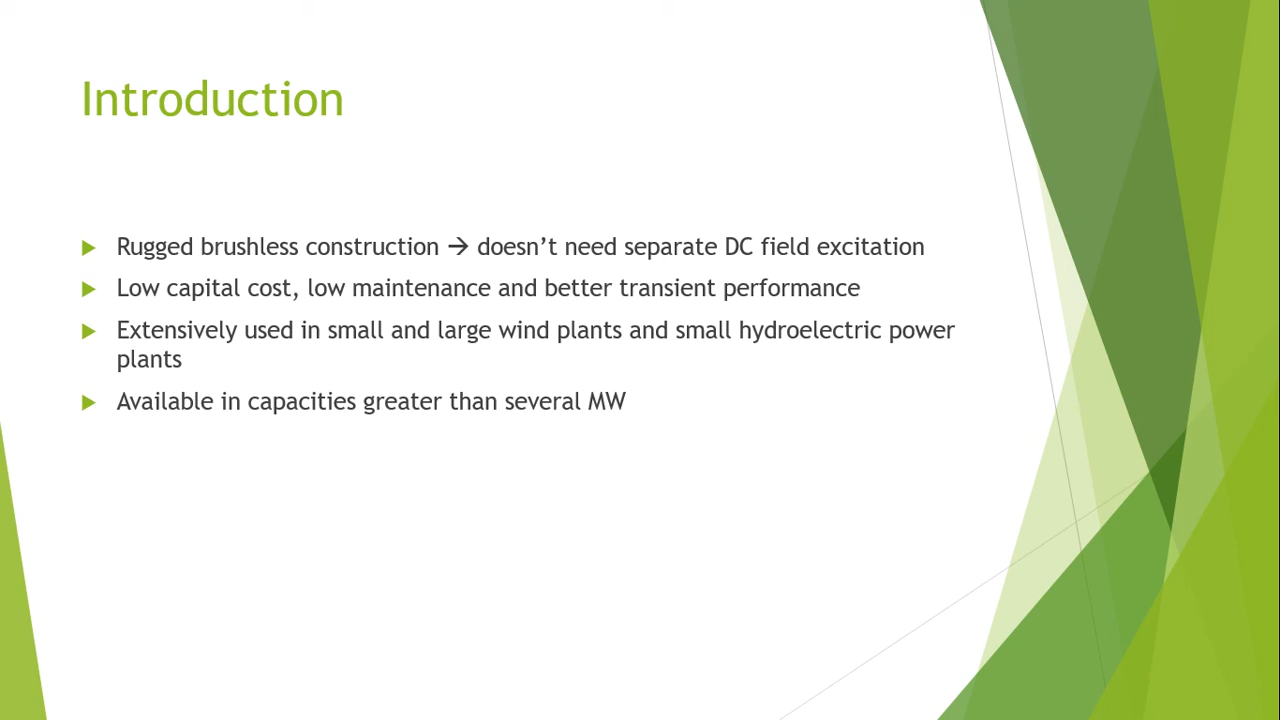 Introduction
Rugged brushless construction → doesn’t need separate DC field excitation
Low capital cost, low maintenance and better transient performance
Extensively used in small and large wind plants and small hydroelectric power
plants
Available in capacities greater than several MW